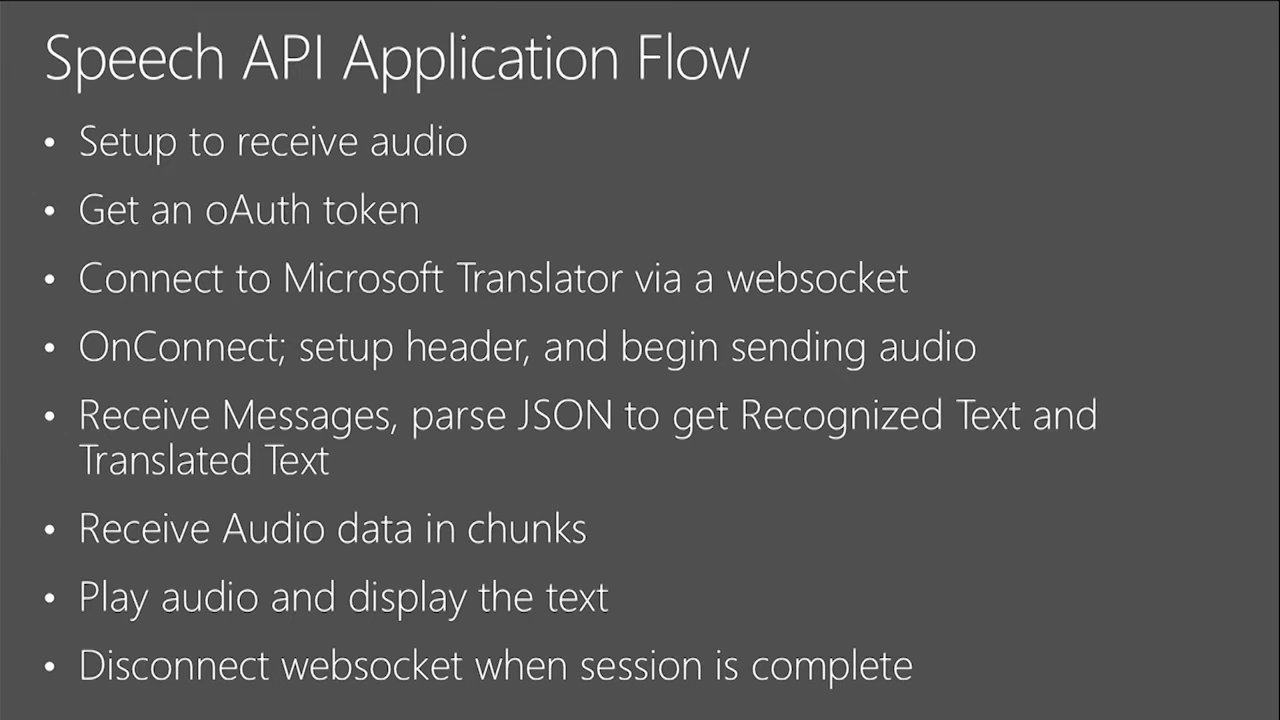 Speech API Application Flow
• Setup to receive audio
• Get an oAuth token
• Connect to Microsoft Translator via a websocket
• OnConnect; setup header, and begin sending audio
• Receive Messages, parse JSON to get Recognized Text and
Translated Text
• Receive Audio data in chunks
• Play audio and display the text
• Disconnect websocket when session is complete